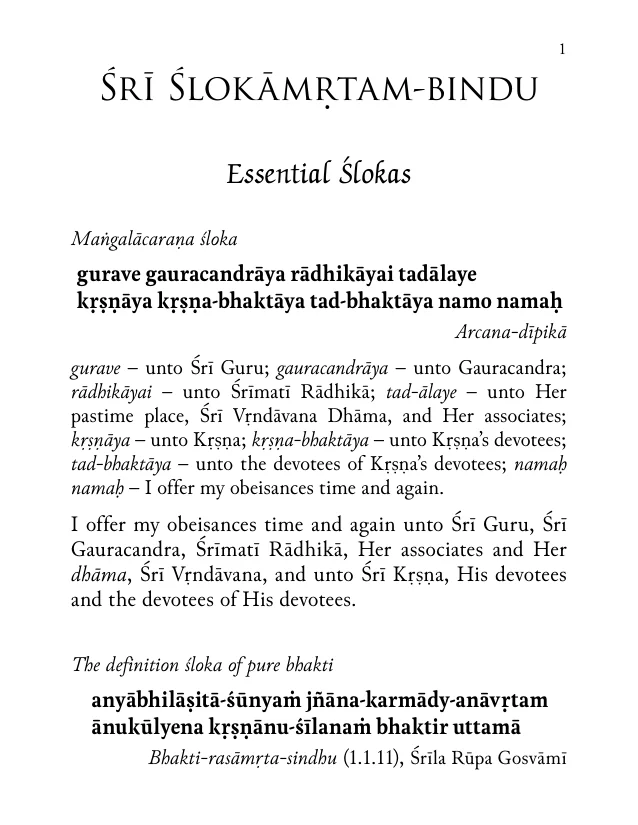 1
ŚRĪ ŚLOKĀMṚTAM-BINDU
Essential Ślokas
Maṅgalācaraṇa śloka
gurave gauracandrāya rādhikāyai tadālaye
kṛṣṇāya kṛṣṇa-bhaktāya tad-bhaktāya namo namaḥ
Arcana-dīpikā
gurave – unto Śrī Guru; gauracandrāya – unto Gauracandra;
rādhikāyai – unto Śrīmatī Rādhikā; tad-ālaye – unto Her
pastime place, Śrī Vṛndāvana Dhāma, and Her associates;
kṛṣṇāya – unto Kṛṣṇa; kṛṣṇa-bhaktāya – unto Kṛṣṇa’s devotees;
tad-bhaktāya – unto the devotees of Kṛṣṇa’s devotees; namaḥ
namaḥ – I offer my obeisances time and again.
I offer my obeisances time and again unto Śrī Guru, Śrī
Gauracandra, Śrīmatī Rādhikā, Her associates and Her
dhāma, Śrī Vṛndāvana, and unto Śrī Kṛṣṇa, His devotees
and the devotees of His devotees.
The definition śloka of pure bhakti
anyābhilāṣitā-śūnyaṁ jñāna-karmādy-anāvṛtam
ānukūlyena kṛṣṇānu-śīlanaṁ bhaktir uttamā
Bhakti-rasāmṛta-sindhu (1.1.11), Śrīla Rūpa Gosvāmī